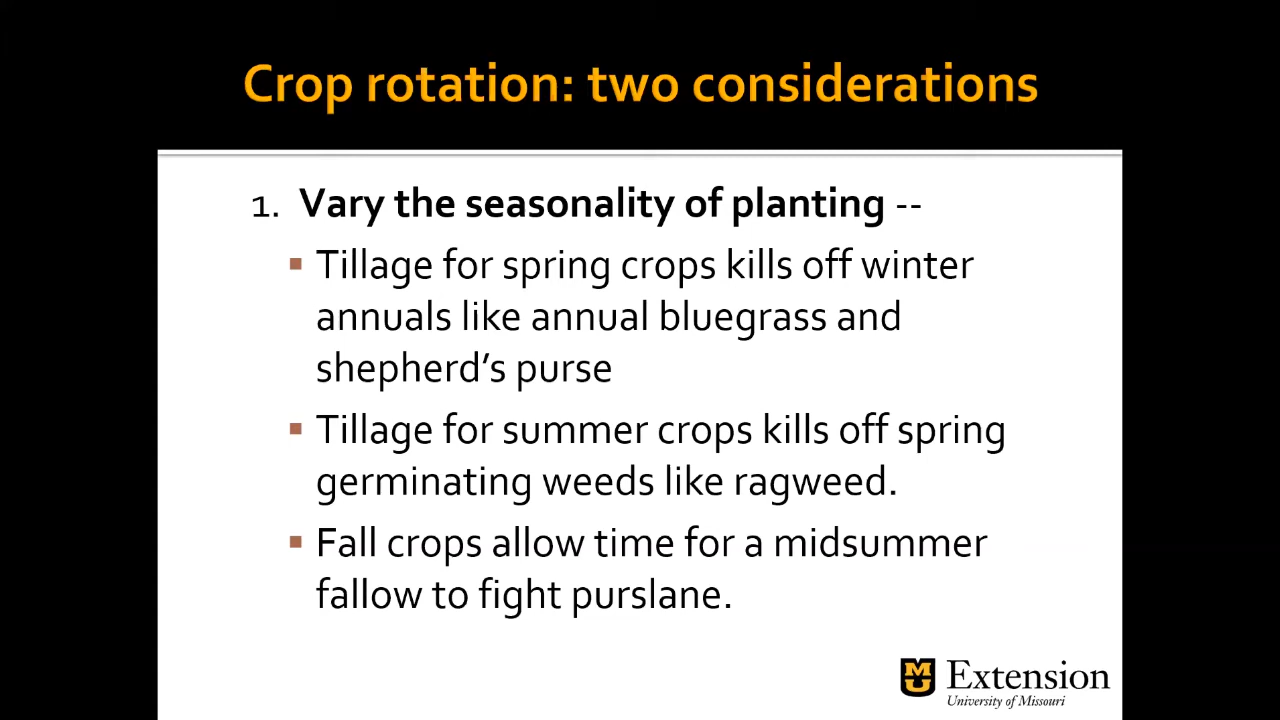 Crop rotation: two considerations
1. Vary the seasonality of planting --
▪ Tillage for spring crops kills off winter
annuals like annual bluegrass and
shepherd’s purse
▪ Tillage for summer crops kills off spring
germinating weeds like ragweed.
▪ Fall crops allow time for a midsummer
fallow to fight purslane.
MU Extension
University of Missouri